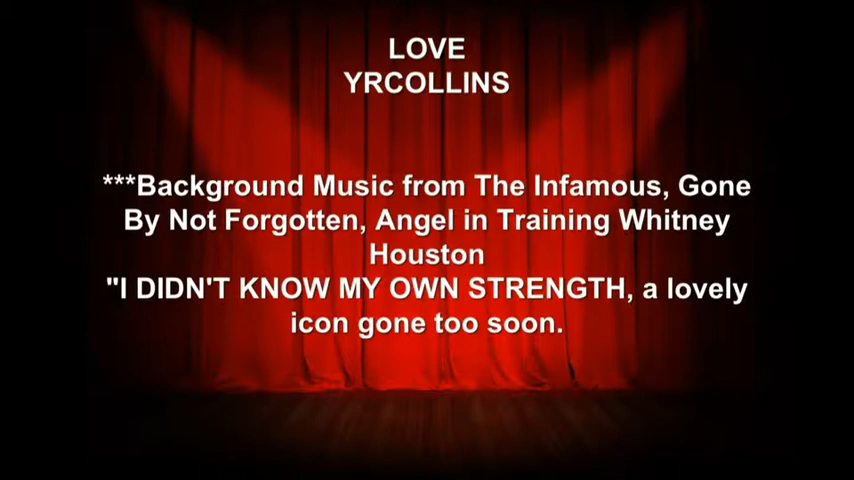 LOVE
YRCOLLINS
***Background Music from The Infamous, Gone
By Not Forgotten, Angel in Training Whitney
Houston
"I DIDN'T KNOW MY OWN STRENGTH, a lovely
icon gone too soon.